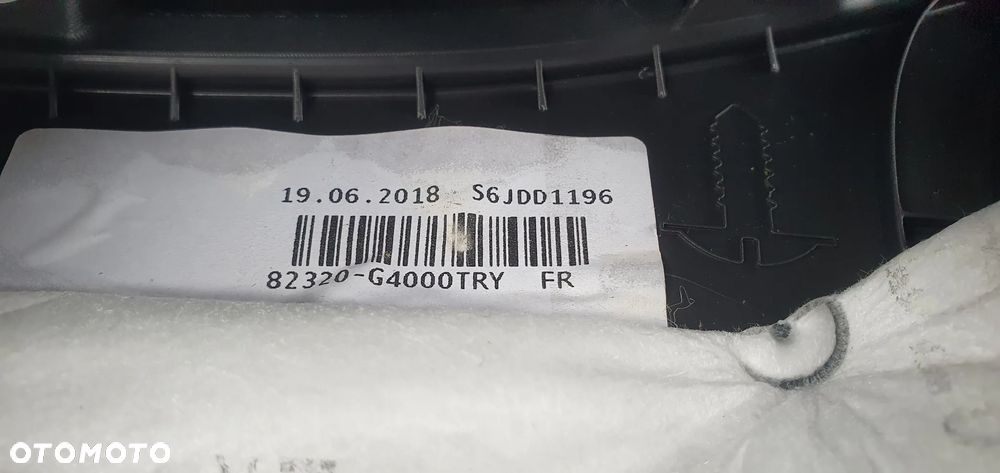 19.06.2018 S6JDD1196
82320-G4000TRY FR
OTOMOTO